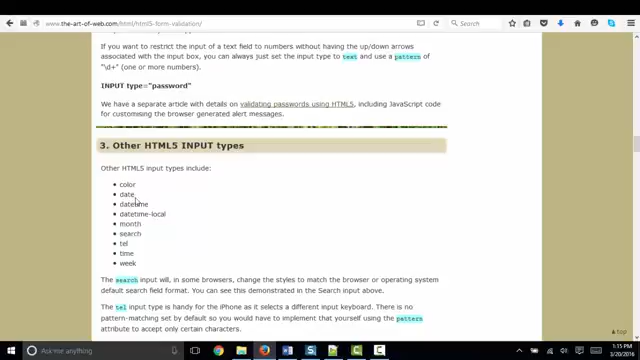 www.the-art-of-web.com/html/html5-form-validation/
Search
If you want to restrict the input of a text field to numbers without having the up/down arrows
associated with the input box, you can always just set the input type to text and use a pattern of
"\d+" (one or more numbers).
INPUT type="password"
We have a separate article with details on validating passwords using HTML5, including JavaScript code
for customising the browser generated alert messages.
3. Other HTML5 INPUT types
Other HTML5 input types include:
• color
• date
• datetime
• datetime-local
• month
• search
• tel
• time
• week
The search input will, in some browsers, change the styles to match the browser or operating system
default search field format. You can see this demonstrated in the Search input above.
The tel input type is handy for the iPhone as it selects a different input keyboard. There is no
pattern-matching set by default so you would have to implement that yourself using the pattern
attribute to accept only certain characters.
▲ top
Ask me anything
1:15 PM
3/20/2016